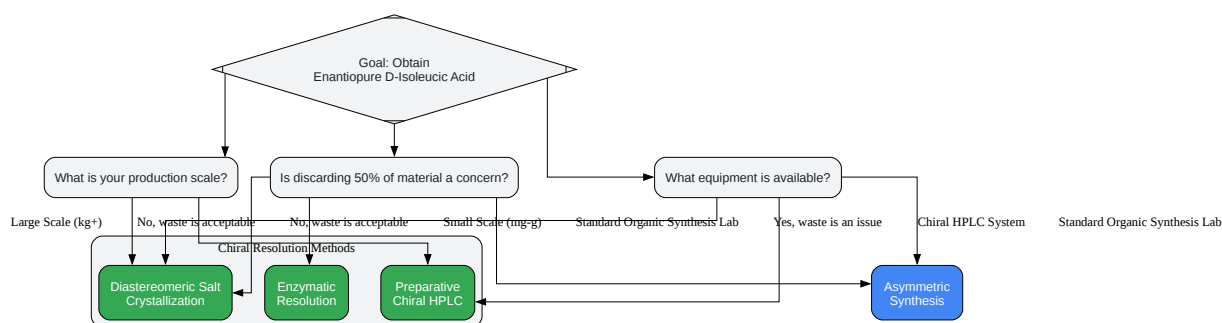 Goal: Obtain
Enantiopure D-Isoleucic Acid
What is your production scale?
Is discarding 50% of material a concern?
What equipment is available?
Large Scale (kg+)
No, waste is acceptable
No, waste is acceptable
Small Scale (mg-g)
Standard Organic Synthesis Lab
Yes, waste is an issue
Chiral HPLC System
Standard Organic Synthesis Lab
Chiral Resolution Methods
Diastereomeric Salt
Crystallization
Enzymatic
Resolution
Preparative
Chiral HPLC
Asymmetric
Synthesis